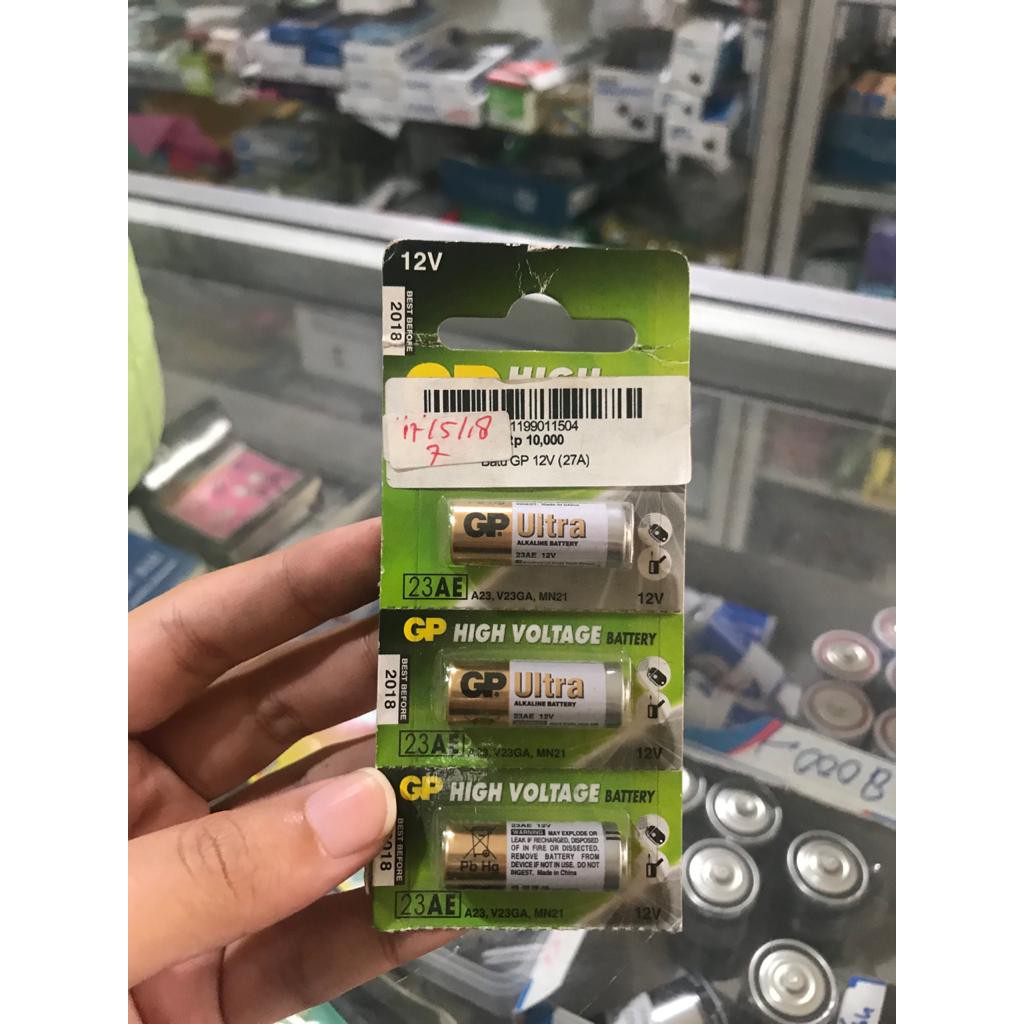 12V
BEST BEFORE
2018
GP HIGH
1199011504
Rp 10,000
"17/5/18
7
Batu GP 12V (27A)
GP Ultra
ALKALINE BATTERY
23AE 12V
23AE A23, V23GA, MN21 12V
GP HIGH VOLTAGE BATTERY
BEST BEFORE
2018
GP Ultra
ALKALINE BATTERY
23AE 12V
23AE A23, V23GA, MN21 12V
GP HIGH VOLTAGE BATTERY
BEST BEFORE
2018
23AE 12V
WARNING MAY EXPLODE OR
LEAK IF RECHARGED, DISPOSED
OF IN FIRE OR DISSECTED.
REMOVE BATTERY FROM
DEVICE IF NOT IN USE. DO NOT
INGEST. Made in China
Pb Hg
23AE A23, V23GA, MN21 12V
000B